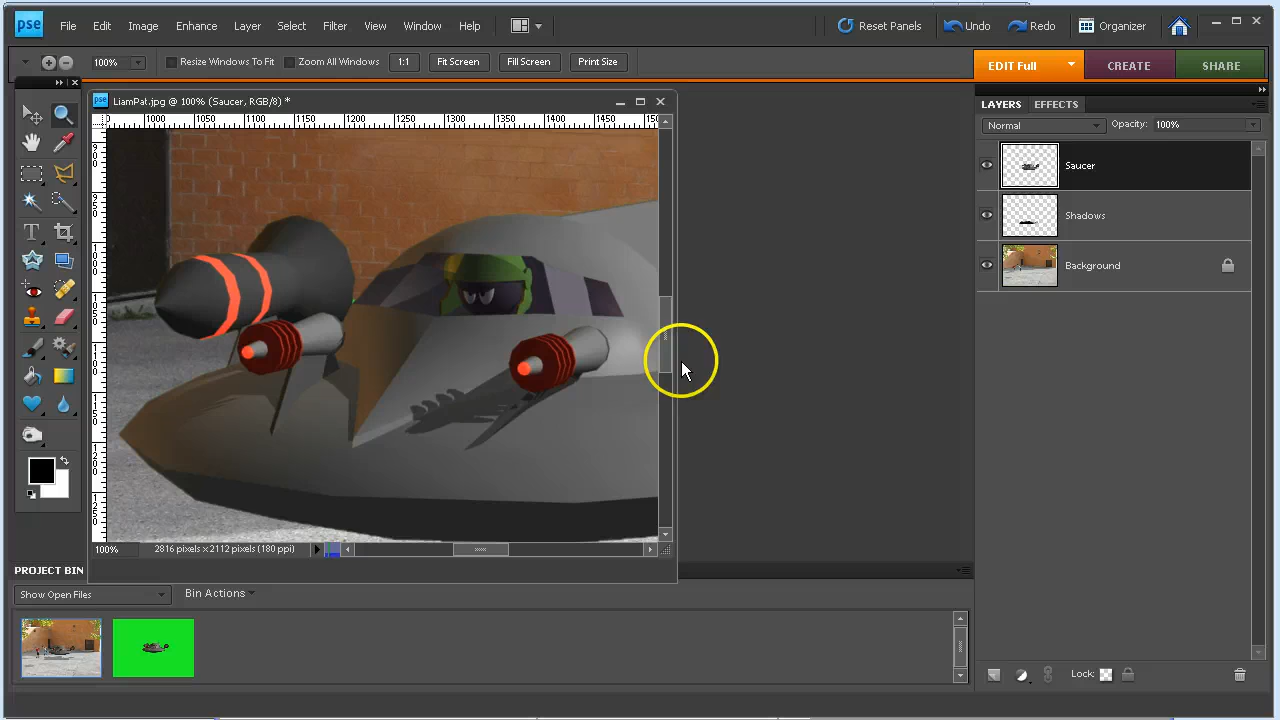 pse File Edit Image Enhance Layer Select Filter View Window Help Reset Panels Undo Redo Organizer
100% Resize Windows To Fit Zoom All Windows 1:1 Fit Screen Fill Screen Print Size EDIT Full CREATE SHARE
pse LiamPat.jpg @ 100% (Saucer, RGB/8) *
LAYERS EFFECTS
Normal Opacity: 100%
1000 1050 1100 1150 1200 1250 1300 1350 1400 1450
Saucer
Shadows
Background
100% 2816 pixels x 2112 pixels (180 ppi)
PROJECT BIN
Show Open Files Bin Actions
Lock: